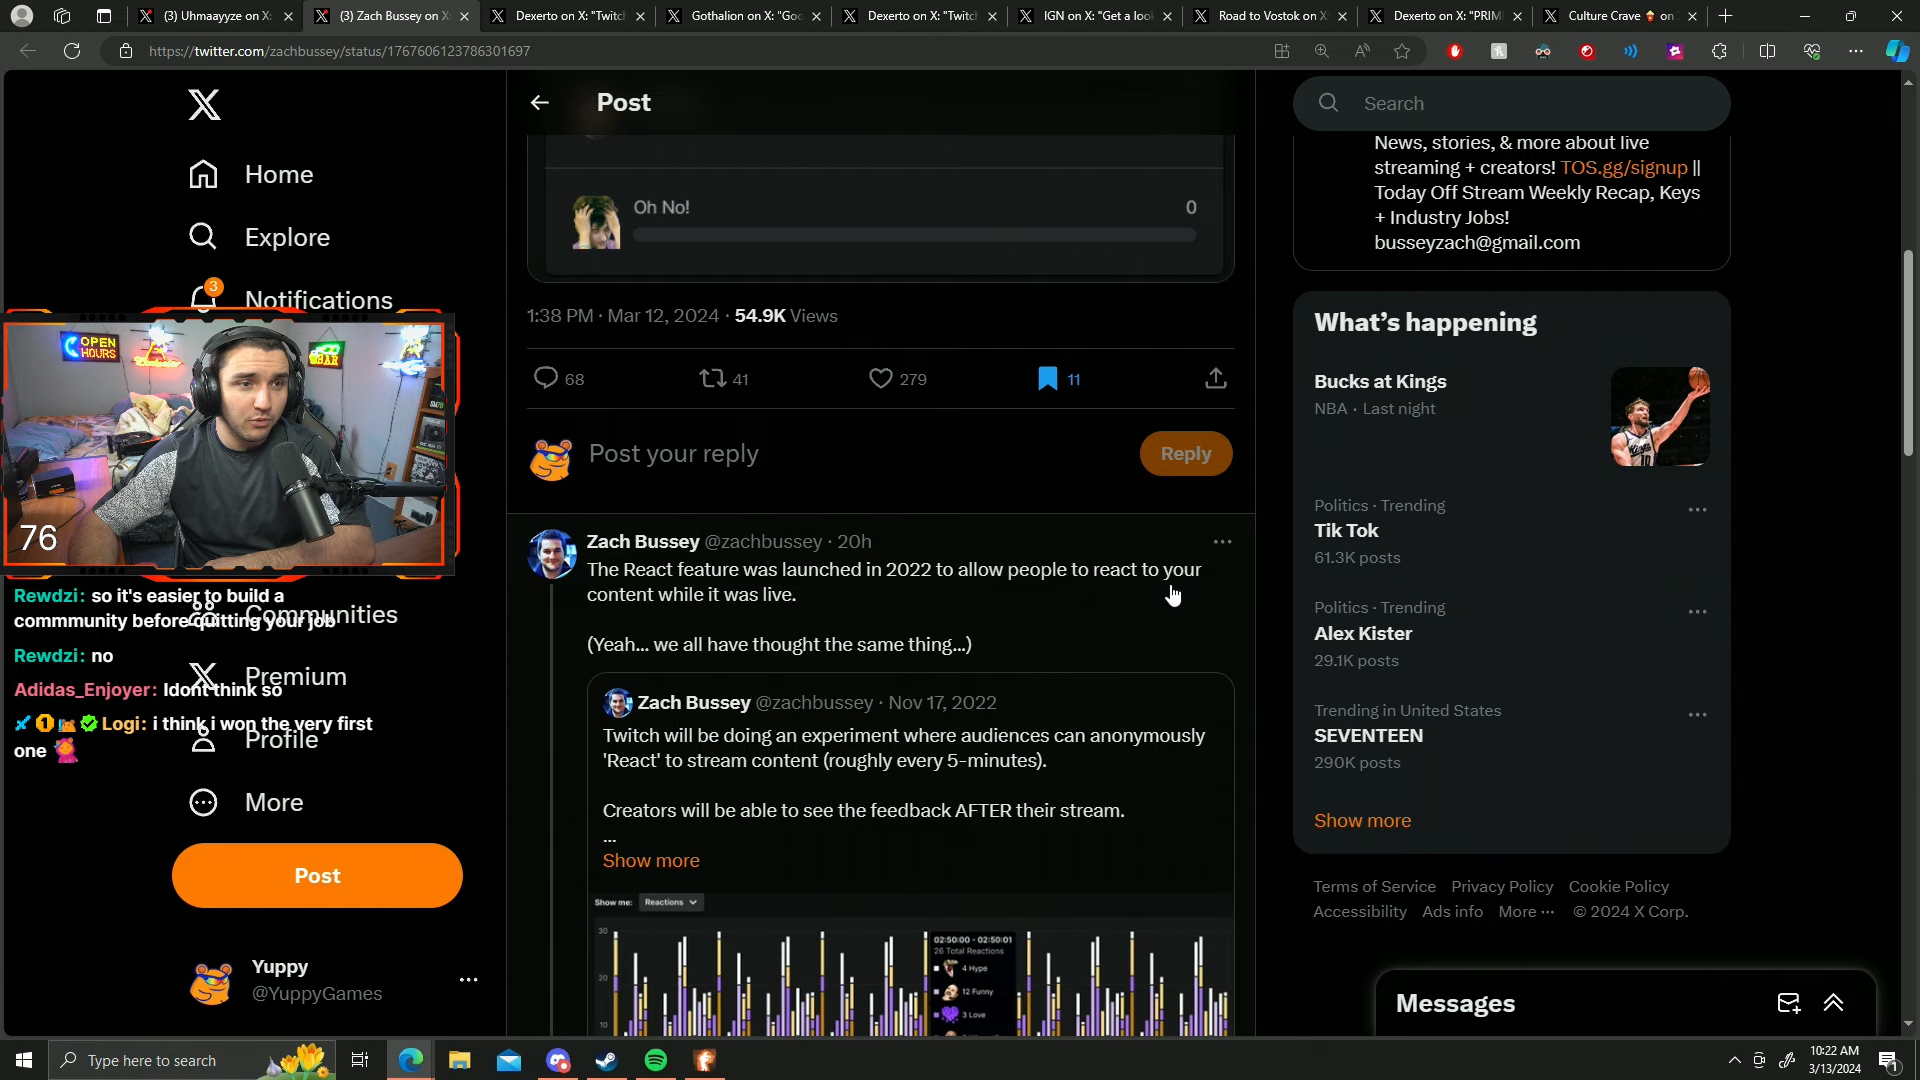 (3) Uhmaayyze on X:
(3) Zach Bussey on X:
Dexerto on X: "Twitch
Gothalion on X: "Goo
Dexerto on X: "Twitch
IGN on X: "Get a loo
Road to Vostok on X:
Dexerto on X: "PRIM
Culture Crave 🍿 on
https://twitter.com/zachbussey/status/1767606123786301697
Home
Explore
3
Notifications
Communities
Premium
Profile
More
Post
Yuppy
@YuppyGames
OPEN
HOURS
BAR
76
Rewdzi: so it's easier to build a
commmunity before quitting your job
Rewdzi: no
Adidas_Enjoyer: Idont think so
Logi: i think i won the very first
one
Post
Oh No!
0
1:38 PM · Mar 12, 2024 · 54.9K Views
68
41
279
11
Post your reply
Reply
Zach Bussey @zachbussey · 20h
The React feature was launched in 2022 to allow people to react to your
content while it was live.
(Yeah... we all have thought the same thing...)
Zach Bussey @zachbussey · Nov 17, 2022
Twitch will be doing an experiment where audiences can anonymously
'React' to stream content (roughly every 5-minutes).
Creators will be able to see the feedback AFTER their stream.
...
Show more
Show me: Reactions
30
20
10
02:50:00 - 02:50:01
26 Total Reactions
4 Hype
12 Funny
3 Love
Search
News, stories, & more about live
streaming + creators! TOS.gg/signup ||
Today Off Stream Weekly Recap, Keys
+ Industry Jobs!
busseyzach@gmail.com
What's happening
Bucks at Kings
NBA · Last night
Politics · Trending
Tik Tok
61.3K posts
Politics · Trending
Alex Kister
29.1K posts
Trending in United States
SEVENTEEN
290K posts
Show more
Terms of Service Privacy Policy Cookie Policy
Accessibility Ads info More ··· © 2024 X Corp.
Messages
Type here to search
10:22 AM
3/13/2024
1